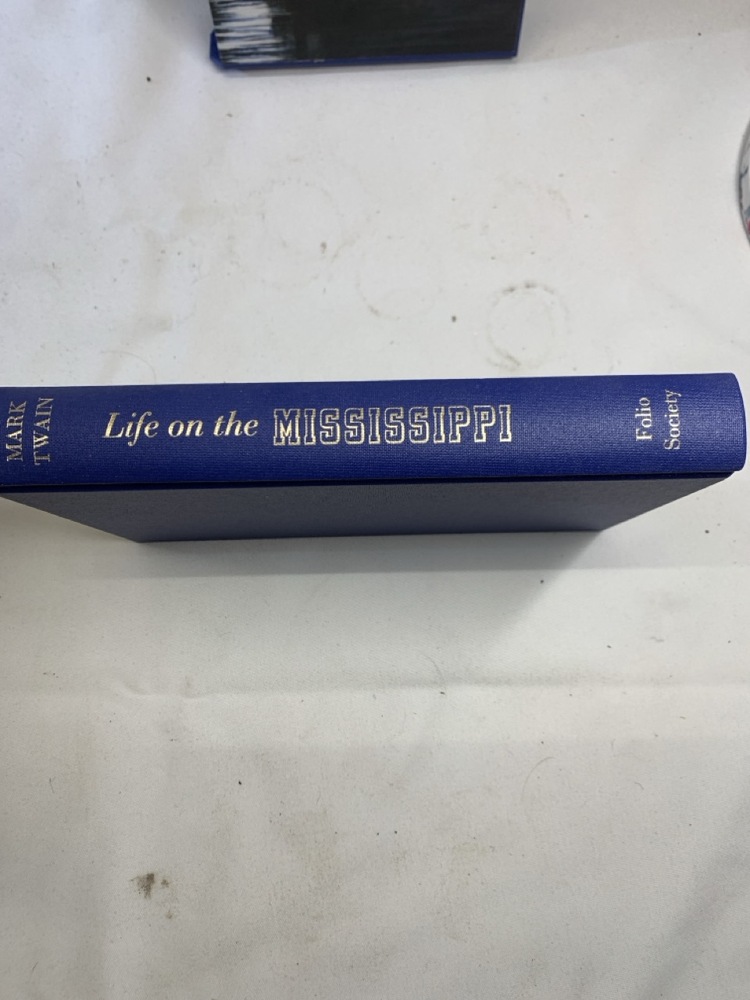 MARK
TWAIN
Life on the MISSISSIPPI
Folio
Society